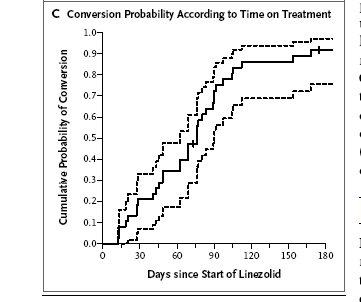 C Conversion Probability According to Time on Treatment
Cumulative Probability of Conversion
1.0
0.9
0.8
0.7
0.6
0.5
0.4
0.3
0.2
0.1
0.0
0 30 60 90 120 150 180
Days since Start of Linezolid